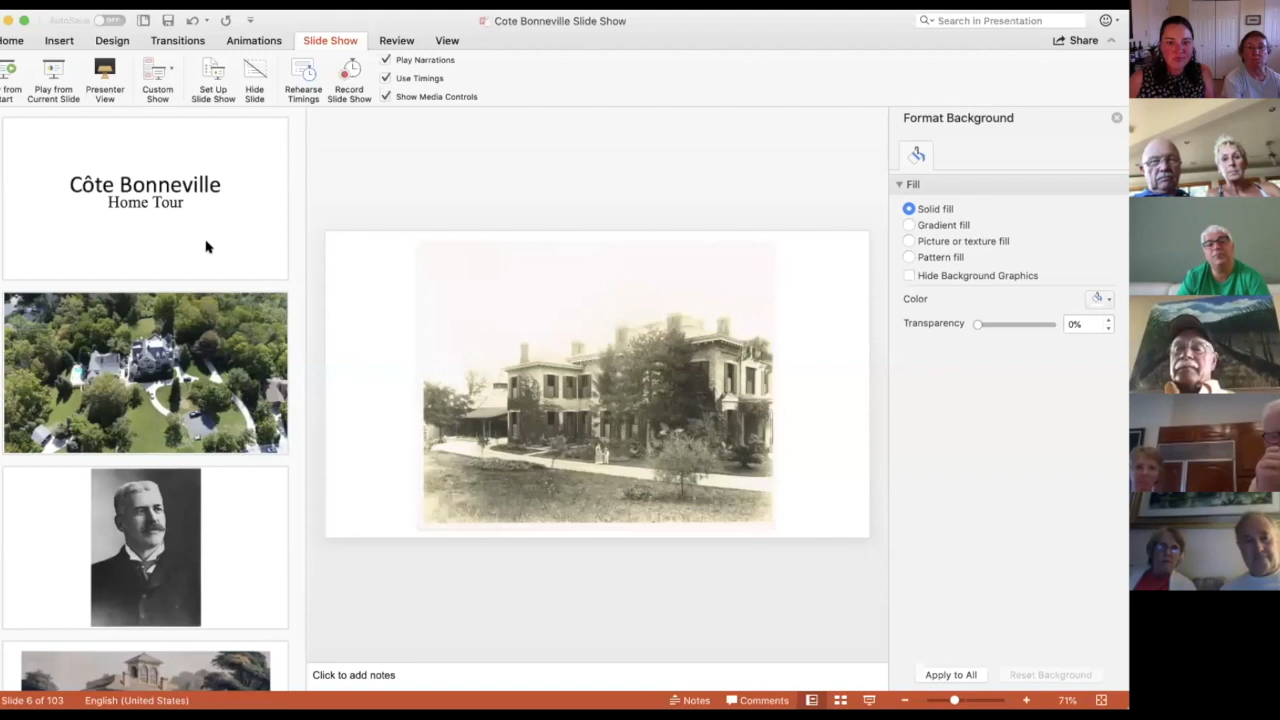 AutoSave OFF
Cote Bonneville Slide Show
Search in Presentation
Home Insert Design Transitions Animations Slide Show Review View
Share
Play from Current Slide
Presenter View
Custom Show
Set Up Slide Show
Hide Slide
Rehearse Timings
Record Slide Show
Play Narrations
Use Timings
Show Media Controls
Côte Bonneville
Home Tour
Format Background
Fill
Solid fill
Gradient fill
Picture or texture fill
Pattern fill
Hide Background Graphics
Color
Transparency 0%
Click to add notes
Apply to All
Reset Background
Slide 6 of 103
English (United States)
Notes
Comments
71%